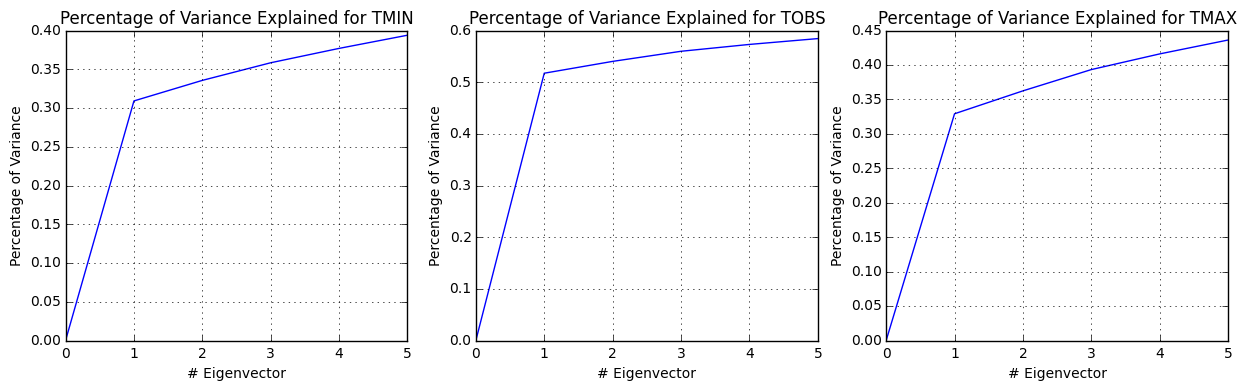 Percentage of Variance Explained for TMIN
Percentage of Variance
0.40
0.35
0.30
0.25
0.20
0.15
0.10
0.05
0.00
0 1 2 3 4 5
# Eigenvector
Percentage of Variance Explained for TOBS
Percentage of Variance
0.6
0.5
0.4
0.3
0.2
0.1
0.0
0 1 2 3 4 5
# Eigenvector
Percentage of Variance Explained for TMAX
Percentage of Variance
0.45
0.40
0.35
0.30
0.25
0.20
0.15
0.10
0.05
0.00
0 1 2 3 4 5
# Eigenvector